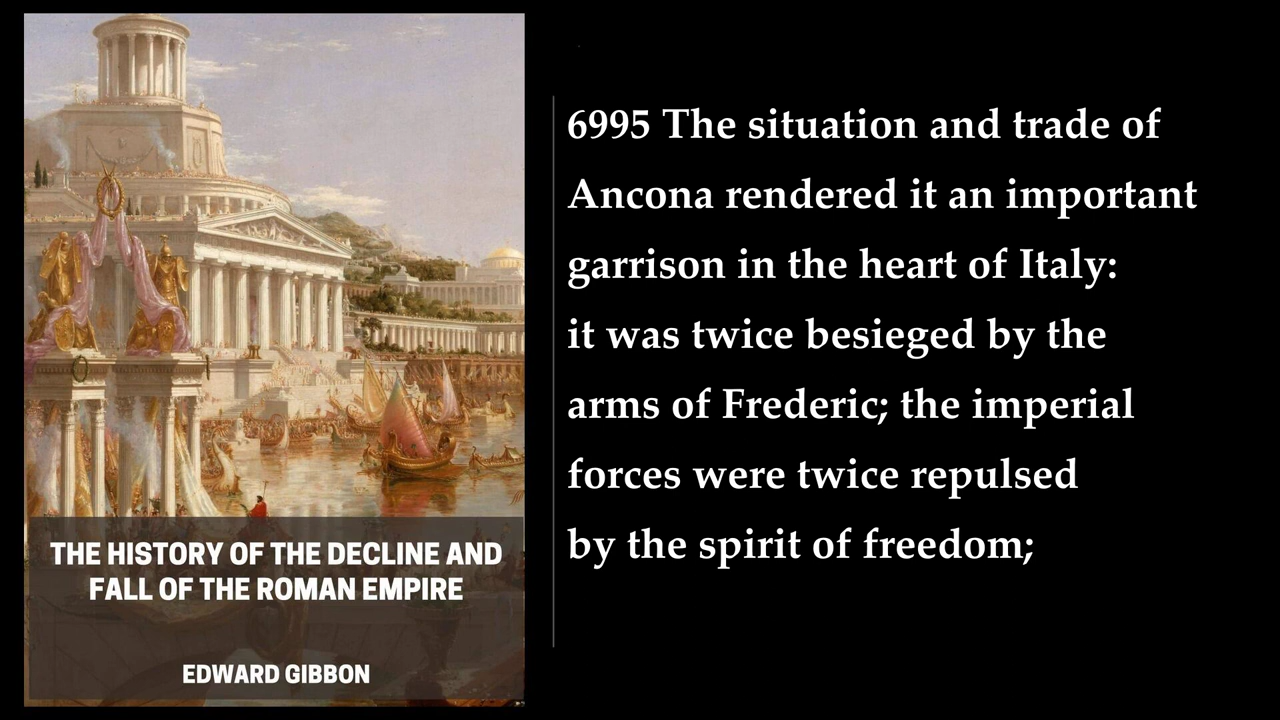 6995 The situation and trade of
Ancona rendered it an important
garrison in the heart of Italy:
it was twice besieged by the
arms of Frederic; the imperial
forces were twice repulsed
by the spirit of freedom;
THE HISTORY OF THE DECLINE AND
FALL OF THE ROMAN EMPIRE
EDWARD GIBBON